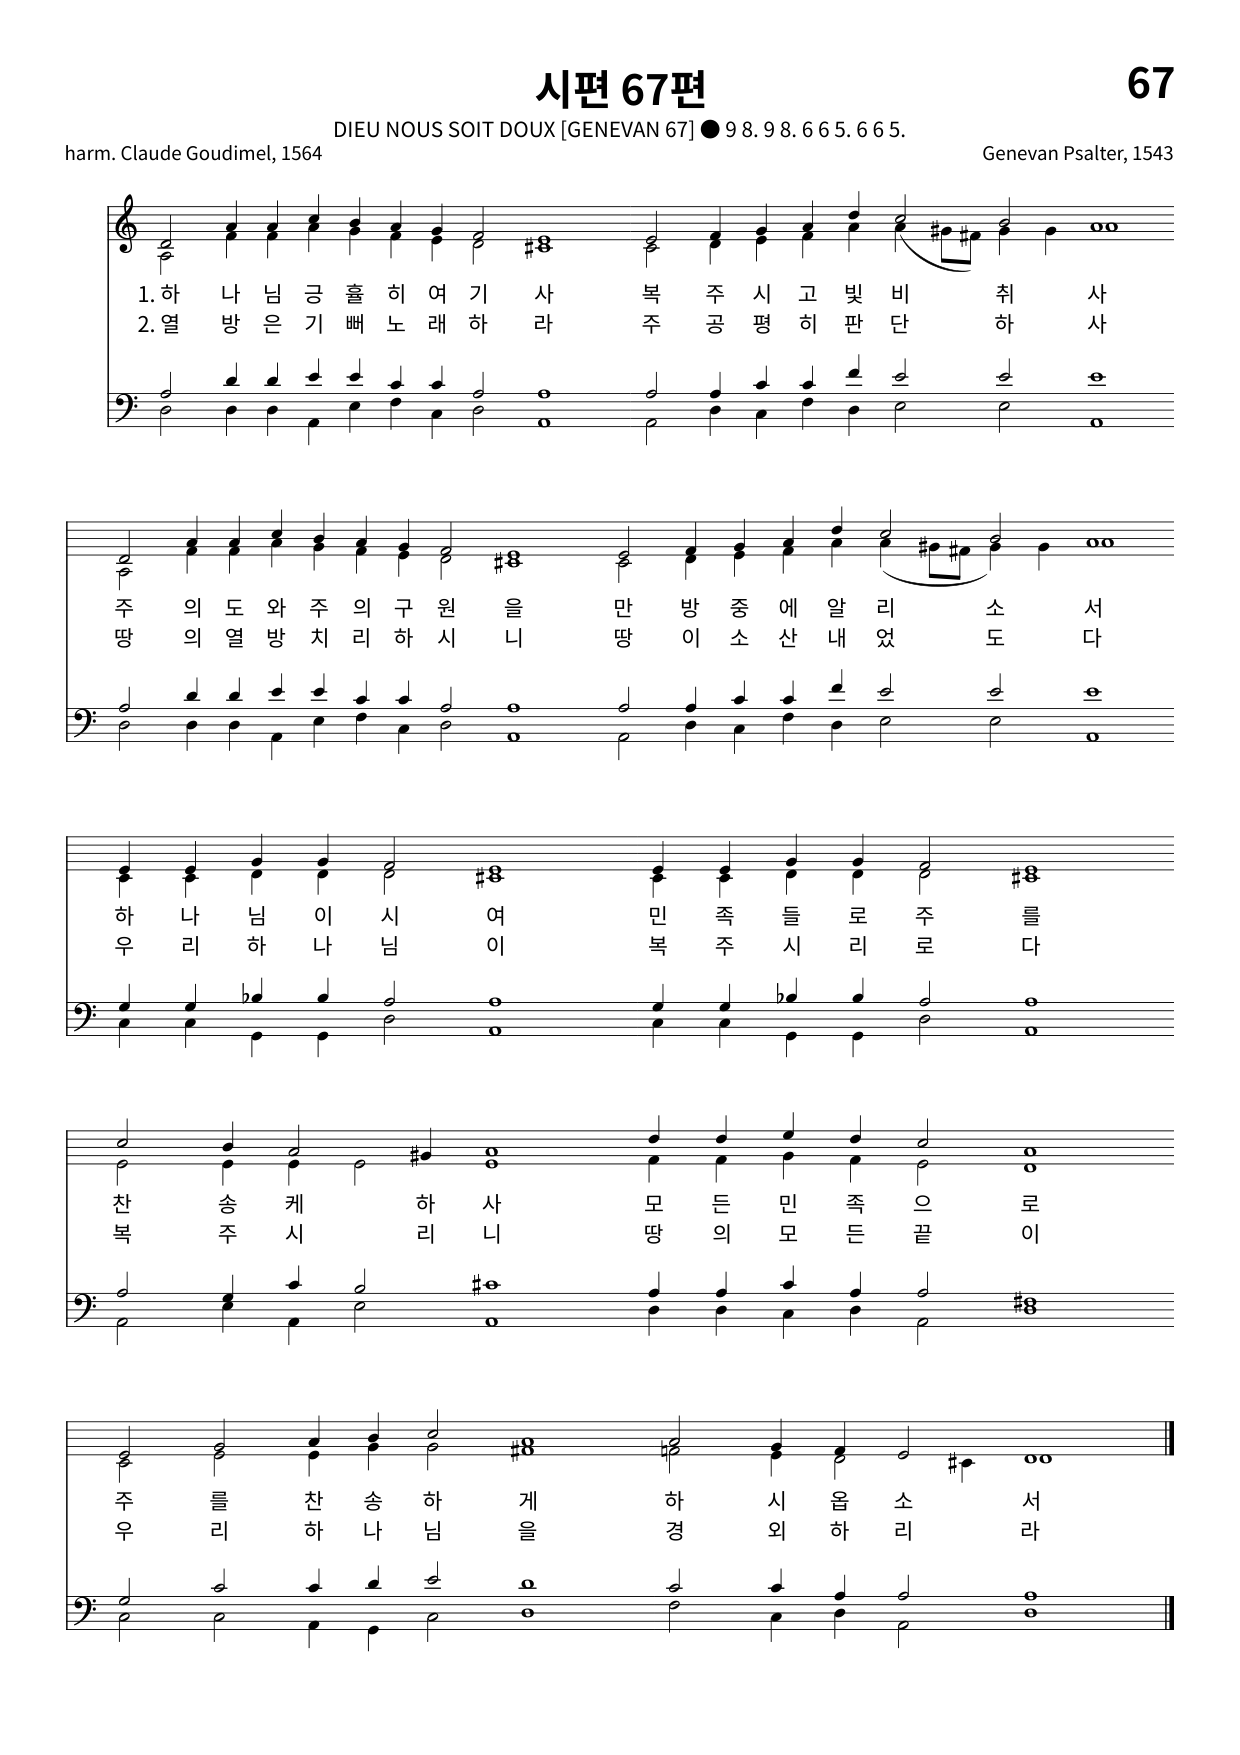 시편 67편
67
DIEU NOUS SOIT DOUX [GENEVAN 67] ● 9 8. 9 8. 6 6 5. 6 6 5.
harm. Claude Goudimel, 1564
Genevan Psalter, 1543
1. 하 나 님 긍 휼 히 여 기 사 복 주 시 고 빛 비 취 사
2. 열 방 은 기 뻐 노 래 하 라 주 공 평 히 판 단 하 사
주 의 도 와 주 의 구 원 을 만 방 중 에 알 리 소 서
땅 의 열 방 치 리 하 시 니 땅 이 소 산 내 었 도 다
하 나 님 이 시 여 민 족 들 로 주 를
우 리 하 나 님 이 복 주 시 리 로 다
찬 송 케 하 사 모 든 민 족 으 로
복 주 시 리 니 땅 의 모 든 끝 이
주 를 찬 송 하 게 하 시 옵 소 서
우 리 하 나 님 을 경 외 하 리 라